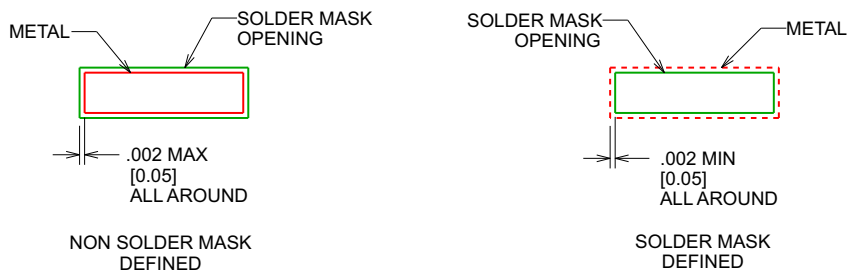 METAL
SOLDER MASK
OPENING
.002 MAX
[0.05]
ALL AROUND
NON SOLDER MASK
DEFINED
SOLDER MASK
OPENING
METAL
.002 MIN
[0.05]
ALL AROUND
SOLDER MASK
DEFINED